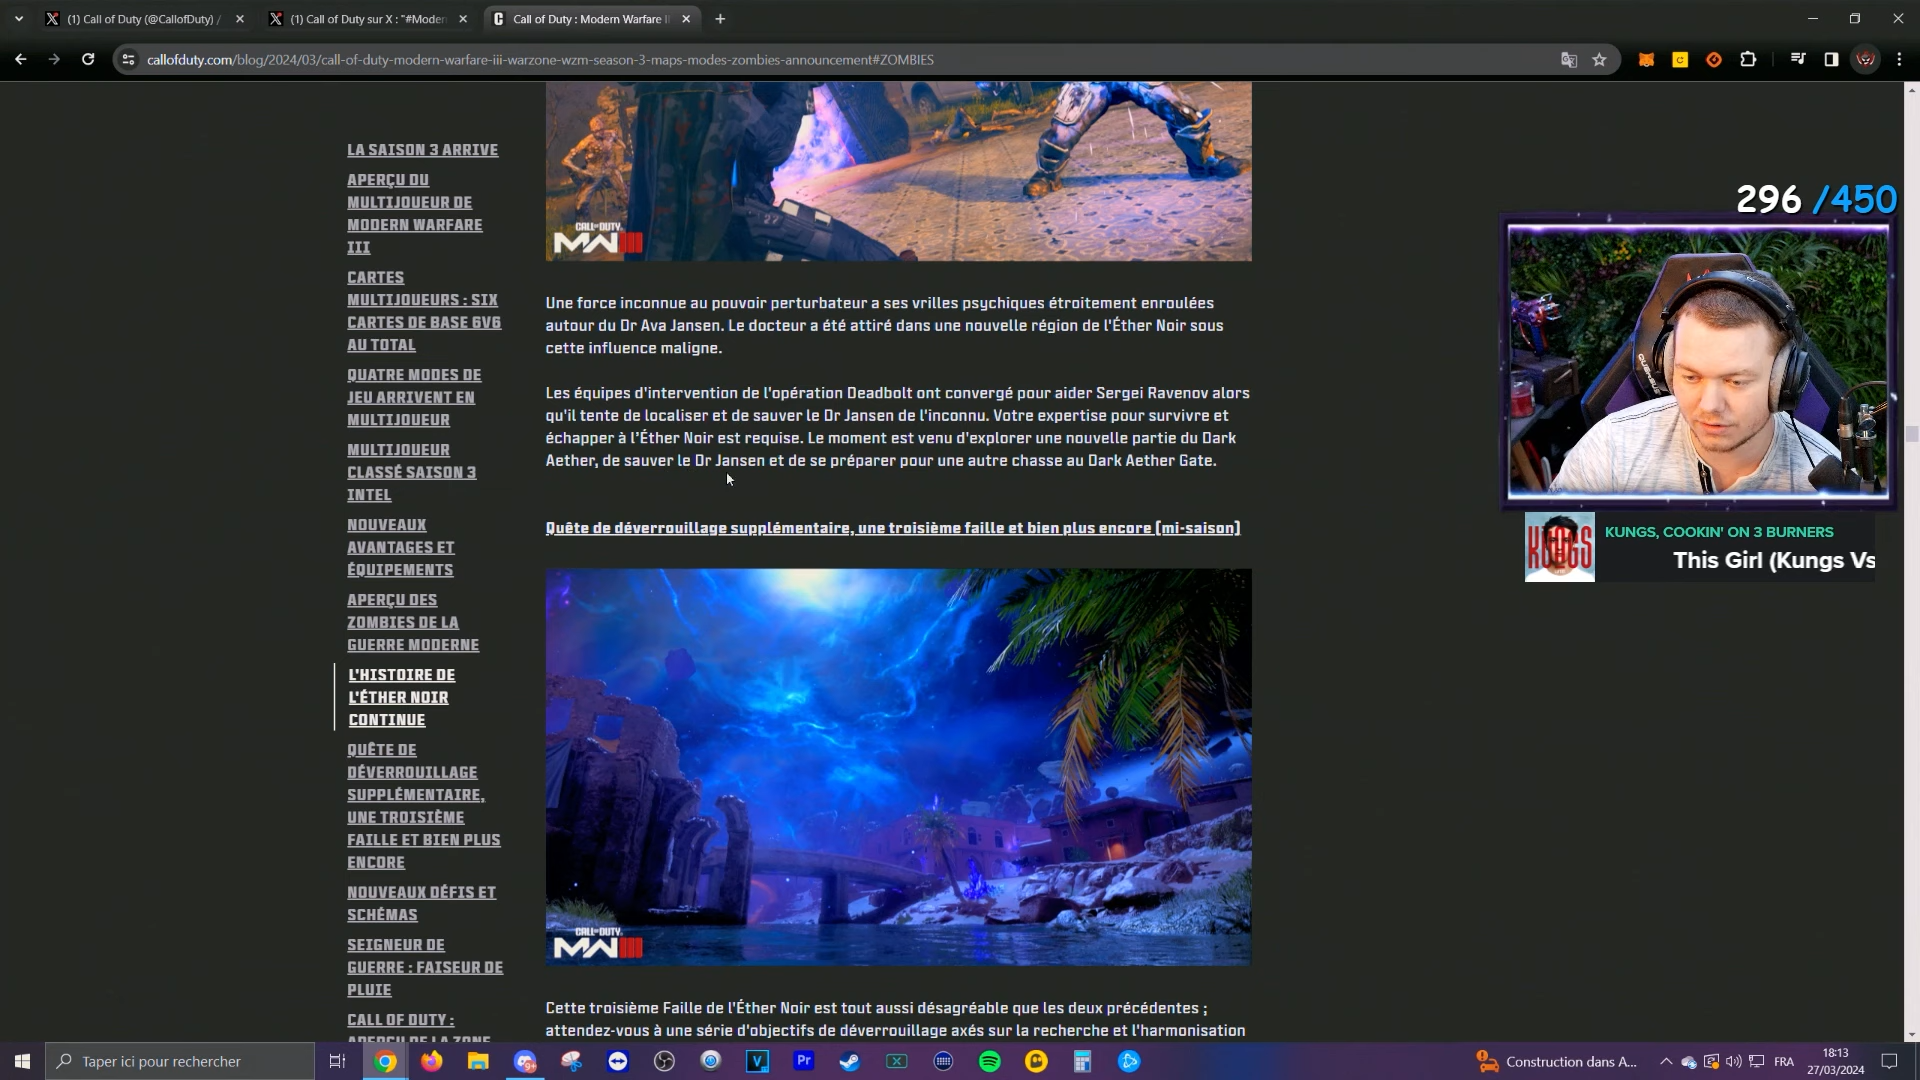 (1) Call of Duty (@CallofDuty) /
(1) Call of Duty sur X : "#Moder
Call of Duty : Modern Warfare I
callofduty.com/blog/2024/03/call-of-duty-modern-warfare-iii-warzone-wzm-season-3-maps-modes-zombies-announcement#ZOMBIES
LA SAISON 3 ARRIVE
APERÇU DU
MULTIJOUEUR DE
MODERN WARFARE
III
CARTES
MULTIJOUEURS : SIX
CARTES DE BASE 6V6
AU TOTAL
QUATRE MODES DE
JEU ARRIVENT EN
MULTIJOUEUR
MULTIJOUEUR
CLASSÉ SAISON 3
INTEL
NOUVEAUX
AVANTAGES ET
ÉQUIPEMENTS
APERÇU DES
ZOMBIES DE LA
GUERRE MODERNE
L'HISTOIRE DE
L'ÉTHER NOIR
CONTINUE
QUÊTE DE
DÉVERROUILLAGE
SUPPLÉMENTAIRE,
UNE TROISIÈME
FAILLE ET BIEN PLUS
ENCORE
NOUVEAUX DÉFIS ET
SCHÉMAS
SEIGNEUR DE
GUERRE : FAISEUR DE
PLUIE
CALL OF DUTY :
APERÇU DE LA ZONE
27
CALL OF DUTY
MWIII
Une force inconnue au pouvoir perturbateur a ses vrilles psychiques étroitement enroulées
autour du Dr Ava Jansen. Le docteur a été attiré dans une nouvelle région de l'Éther Noir sous
cette influence maligne.
Les équipes d'intervention de l'opération Deadbolt ont convergé pour aider Sergei Ravenov alors
qu'il tente de localiser et de sauver le Dr Jansen de l'inconnu. Votre expertise pour survivre et
échapper à l'Éther Noir est requise. Le moment est venu d'explorer une nouvelle partie du Dark
Aether, de sauver le Dr Jansen et de se préparer pour une autre chasse au Dark Aether Gate.
Quête de déverrouillage supplémentaire, une troisième faille et bien plus encore (mi-saison)
CALL OF DUTY
MWIII
Cette troisième Faille de l'Éther Noir est tout aussi désagréable que les deux précédentes ;
attendez-vous à une série d'objectifs de déverrouillage axés sur la recherche et l'harmonisation
296 /450
KUNGS
KUNGS, COOKIN' ON 3 BURNERS
This Girl (Kungs Vs
Taper ici pour rechercher
9+
V
Pr
Construction dans A...
FRA
18:13
27/03/2024